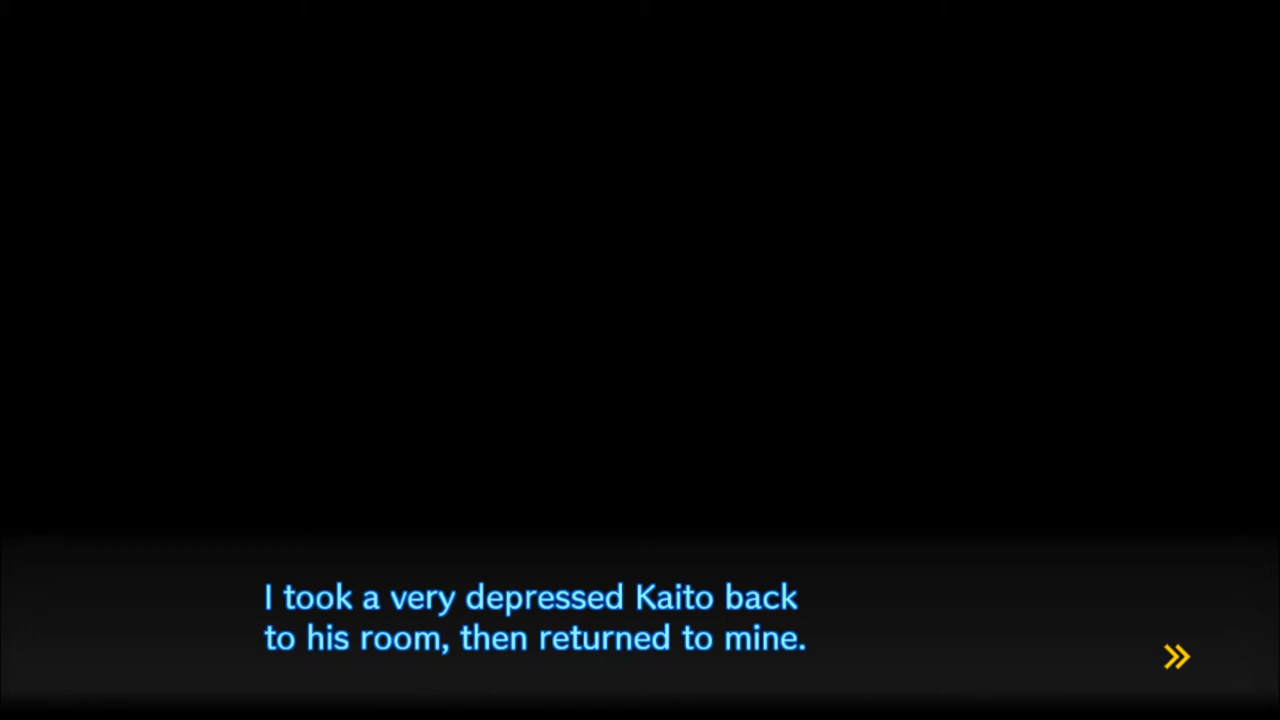 I took a very depressed Kaito back
to his room, then returned to mine.